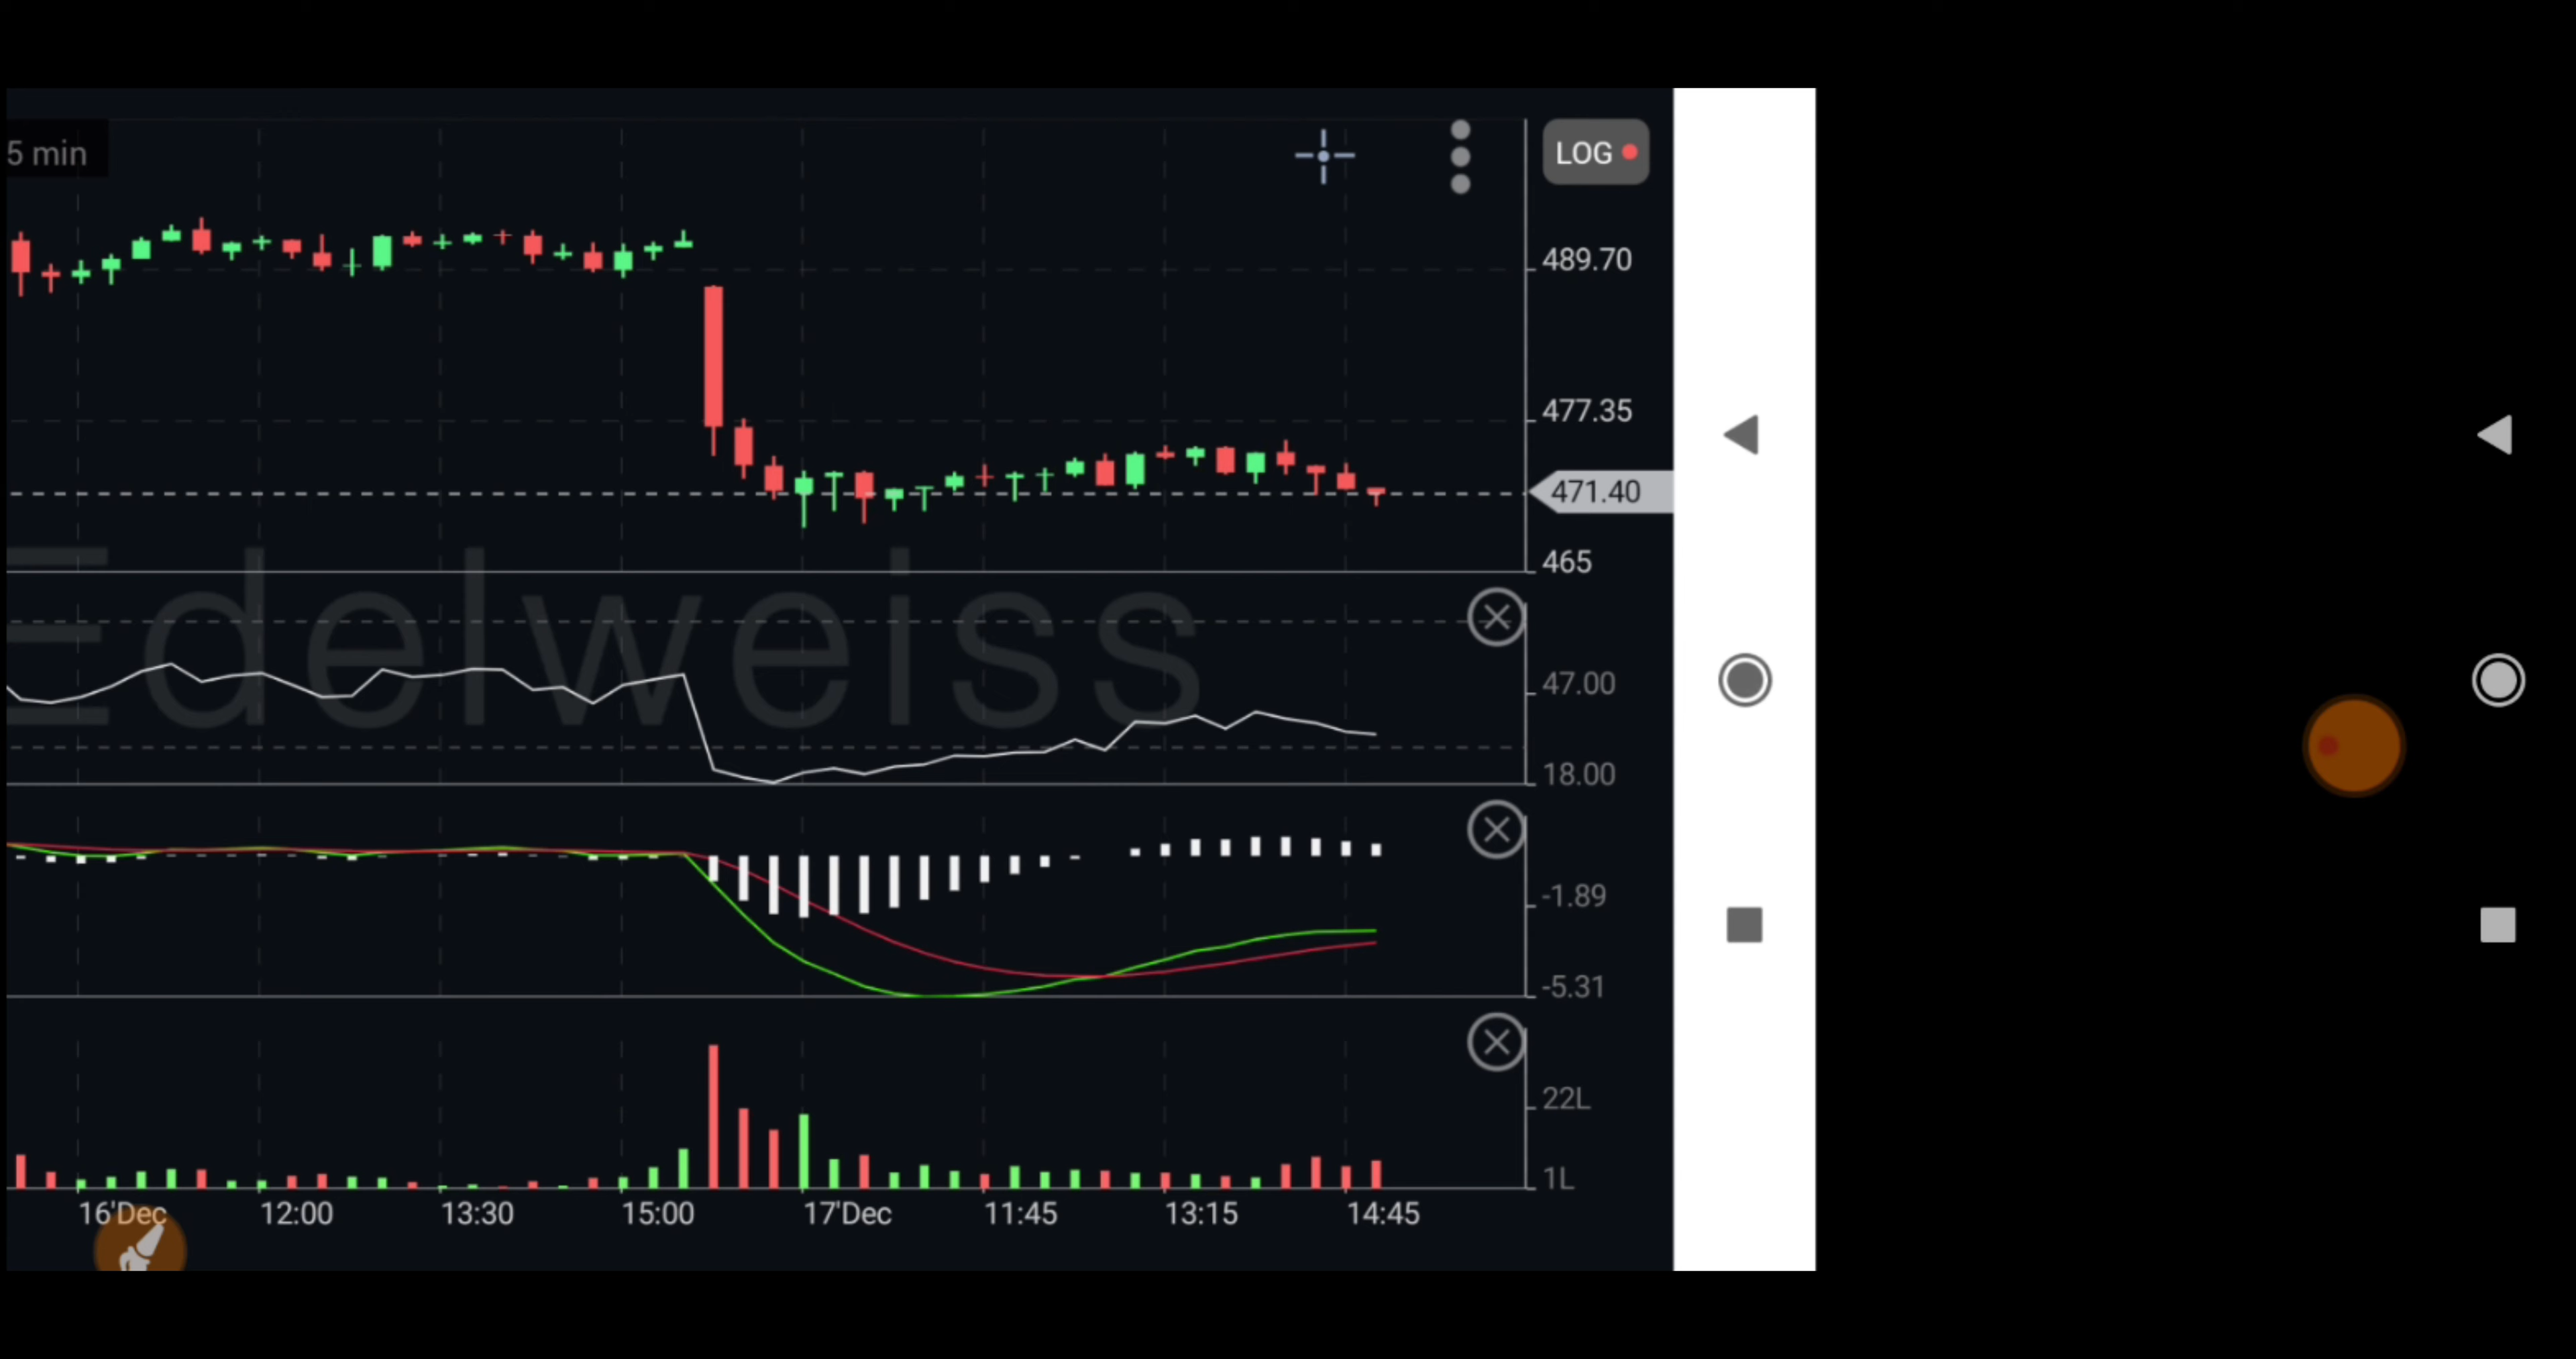 5 min
LOG
489.70
477.35
471.40
465
Edelweiss
47.00
18.00
-1.89
-5.31
22L
1L
16'Dec 12:00 13:30 15:00 17'Dec 11:45 13:15 14:45